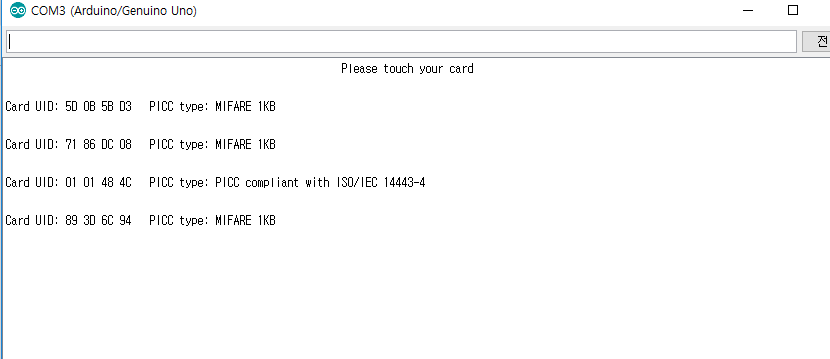 COM3 (Arduino/Genuino Uno)
전
Please touch your card
Card UID: 5D 0B 5B D3 PICC type: MIFARE 1KB
Card UID: 71 86 DC 08 PICC type: MIFARE 1KB
Card UID: 01 01 48 4C PICC type: PICC compliant with ISO/IEC 14443-4
Card UID: 89 3D 6C 94 PICC type: MIFARE 1KB